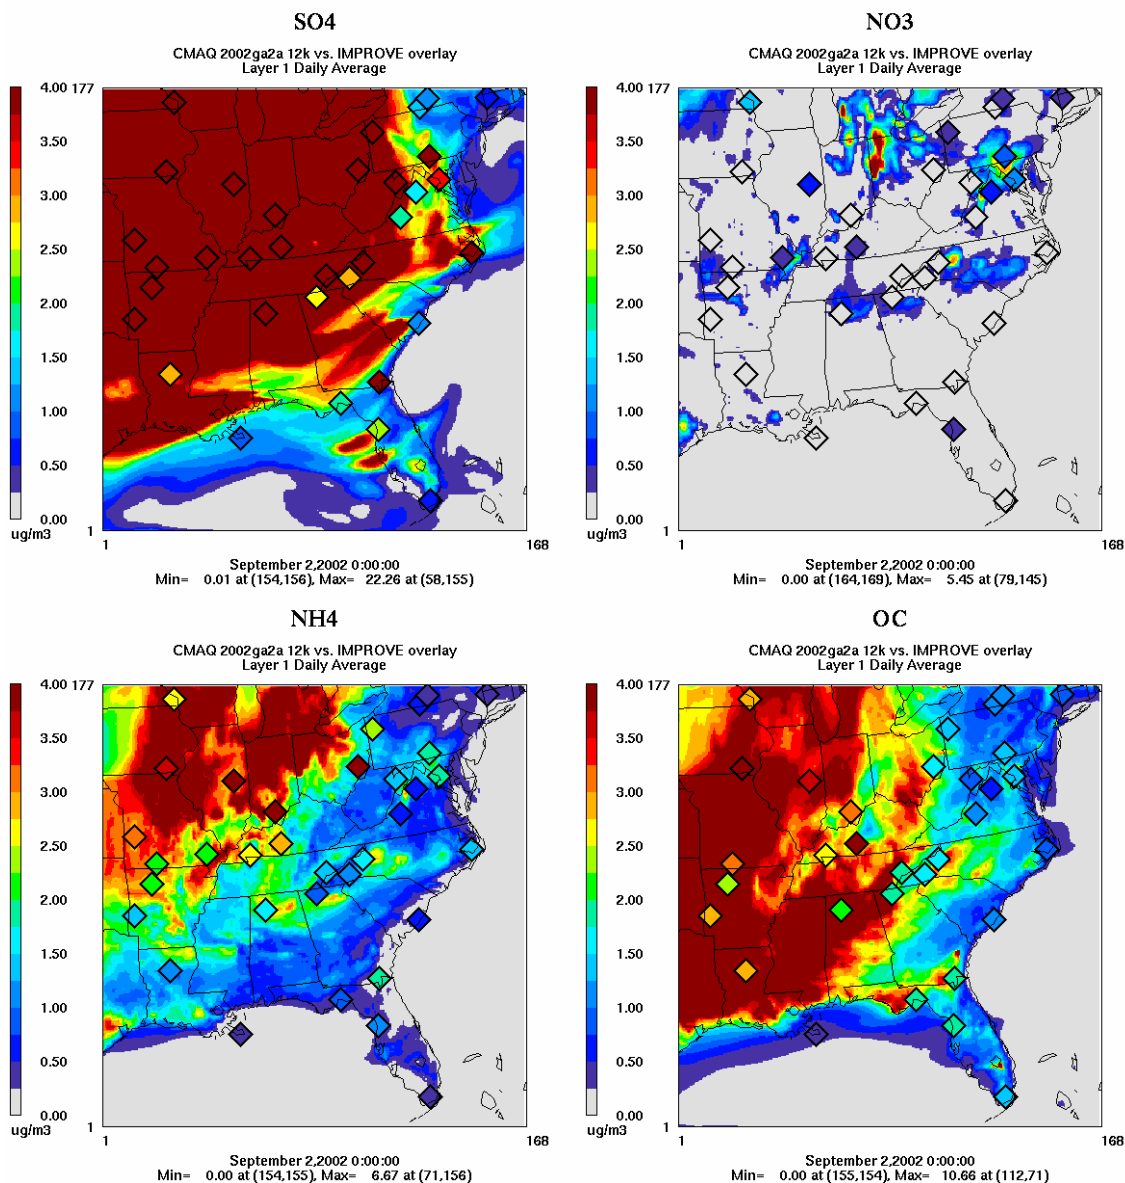 SO4
CMAQ 2002ga2a 12k vs. IMPROVE overlay
Layer 1 Daily Average
4.00 177
3.50
3.00
2.50
2.00
1.50
1.00
0.50
0.00
ug/m3
1
1 168
September 2,2002 0:00:00
Min= 0.01 at (154,156), Max= 22.26 at (58,155)
NO3
CMAQ 2002ga2a 12k vs. IMPROVE overlay
Layer 1 Daily Average
4.00 177
3.50
3.00
2.50
2.00
1.50
1.00
0.50
0.00
ug/m3
1
1 168
September 2,2002 0:00:00
Min= 0.00 at (164,169), Max= 5.45 at (79,145)
NH4
CMAQ 2002ga2a 12k vs. IMPROVE overlay
Layer 1 Daily Average
4.00 177
3.50
3.00
2.50
2.00
1.50
1.00
0.50
0.00
ug/m3
1
1 168
September 2,2002 0:00:00
Min= 0.00 at (154,155), Max= 6.67 at (71,156)
OC
CMAQ 2002ga2a 12k vs. IMPROVE overlay
Layer 1 Daily Average
4.00 177
3.50
3.00
2.50
2.00
1.50
1.00
0.50
0.00
ug/m3
1
1 168
September 2,2002 0:00:00
Min= 0.00 at (155,154), Max= 10.66 at (112,71)